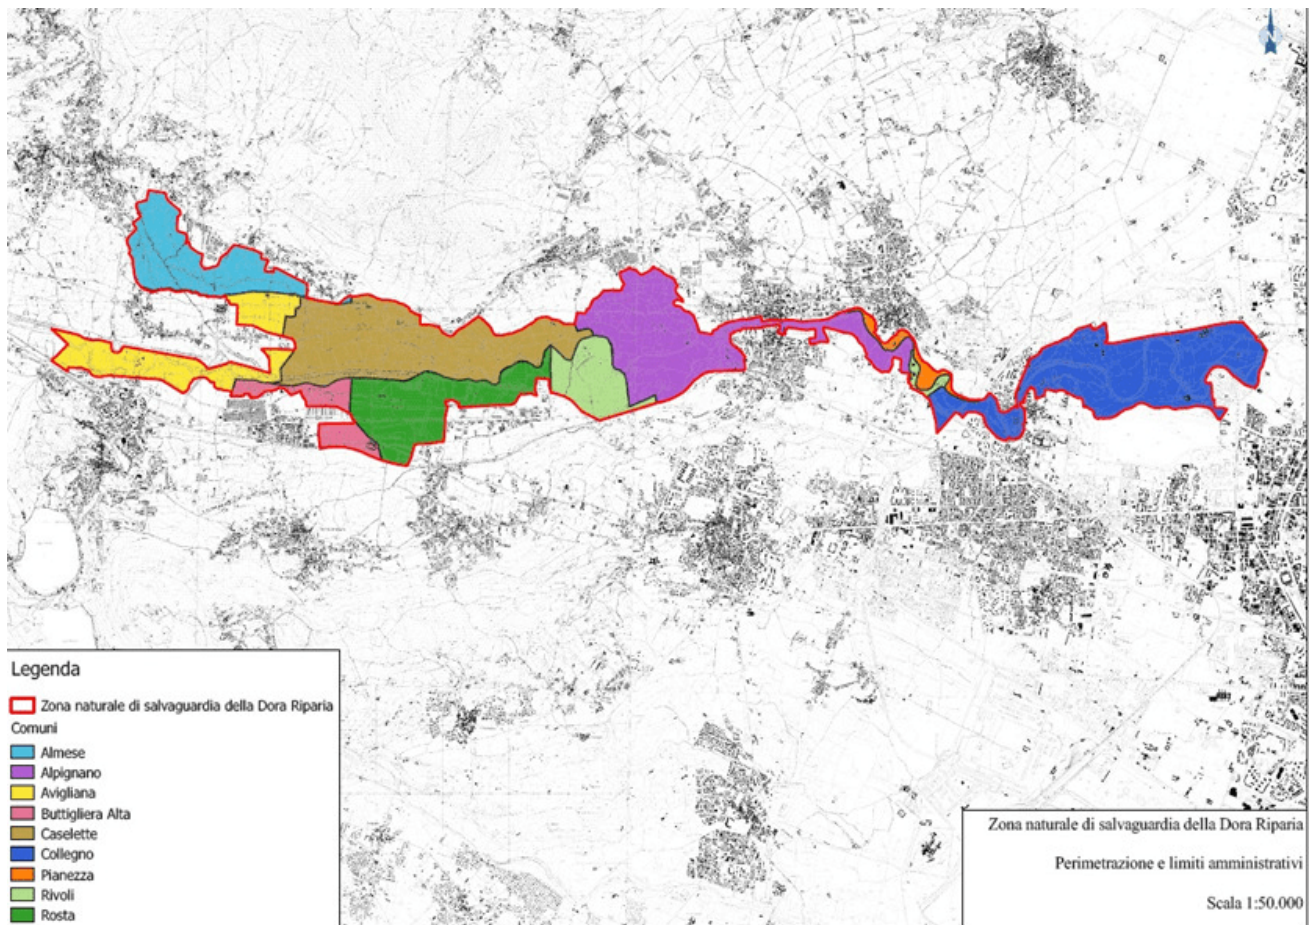 N
Legenda
Zona naturale di salvaguardia della Dora Riparia
Comuni
Almese
Alpignano
Avigliana
Buttigliera Alta
Caselette
Collegno
Pianezza
Rivoli
Rosta
Zona naturale di salvaguardia della Dora Riparia
Perimetrazione e limiti amministrativi
Scala 1:50.000